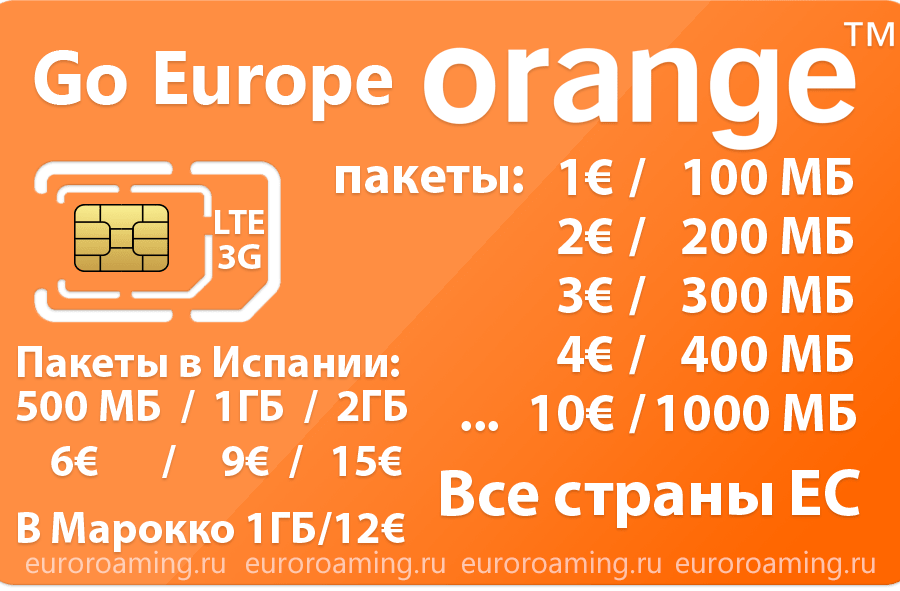 Go Europe orange™
пакеты: 1€ / 100 МБ
2€ / 200 МБ
3€ / 300 МБ
4€ / 400 МБ
... 10€ / 1000 МБ
Все страны ЕС
LTE
3G
Пакеты в Испании:
500 МБ / 1ГБ / 2ГБ
6€ / 9€ / 15€
В Марокко 1ГБ/12€
euroroaming.ru euroroaming.ru euroroaming.ru euroroaming.ru